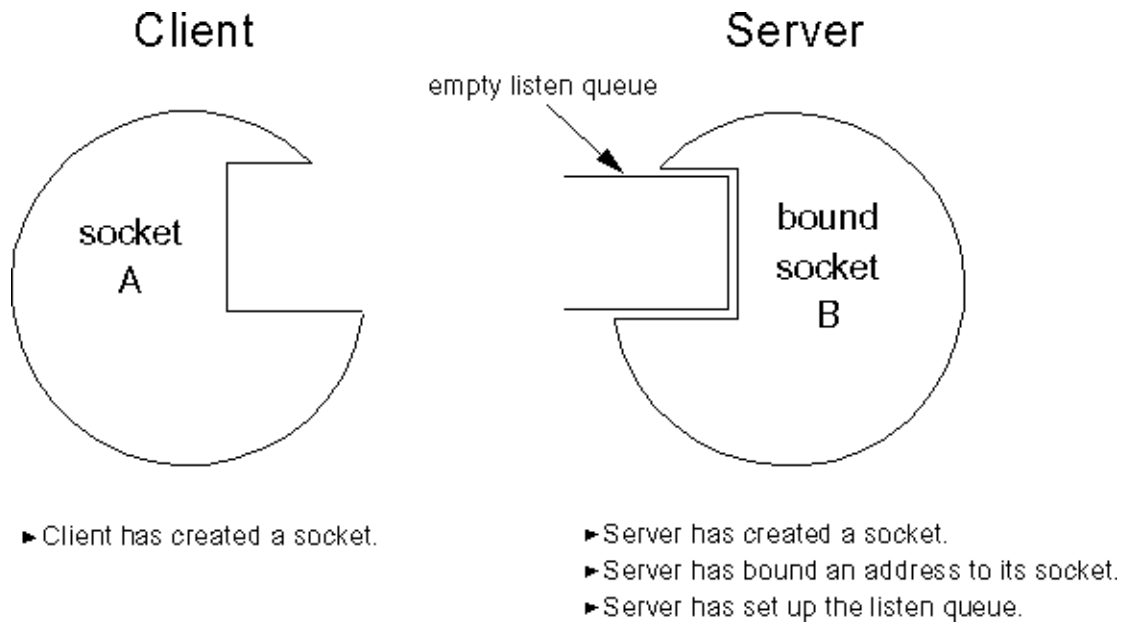 Client
Server
empty listen queue
socket
A
bound
socket
B
►Client has created a socket.
►Server has created a socket.
►Server has bound an address to its socket.
►Server has set up the listen queue.